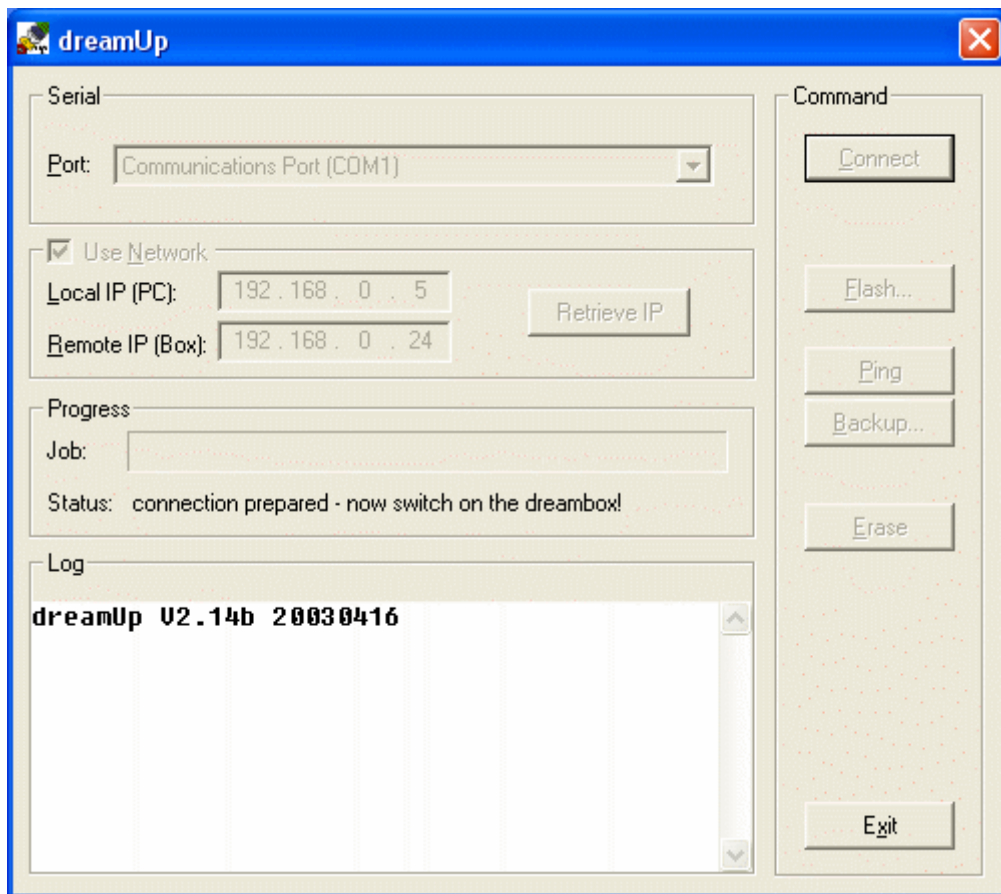 dreamUp
Serial
Port: Communications Port (COM1)
Use Network
Local IP (PC): 192 . 168 . 0 . 5
Remote IP (Box): 192 . 168 . 0 . 24
Retrieve IP
Progress
Job:
Status: connection prepared - now switch on the dreambox!
Log
dreamUp V2.14b 20030416
Command
Connect
Flash...
Ping
Backup...
Erase
Exit